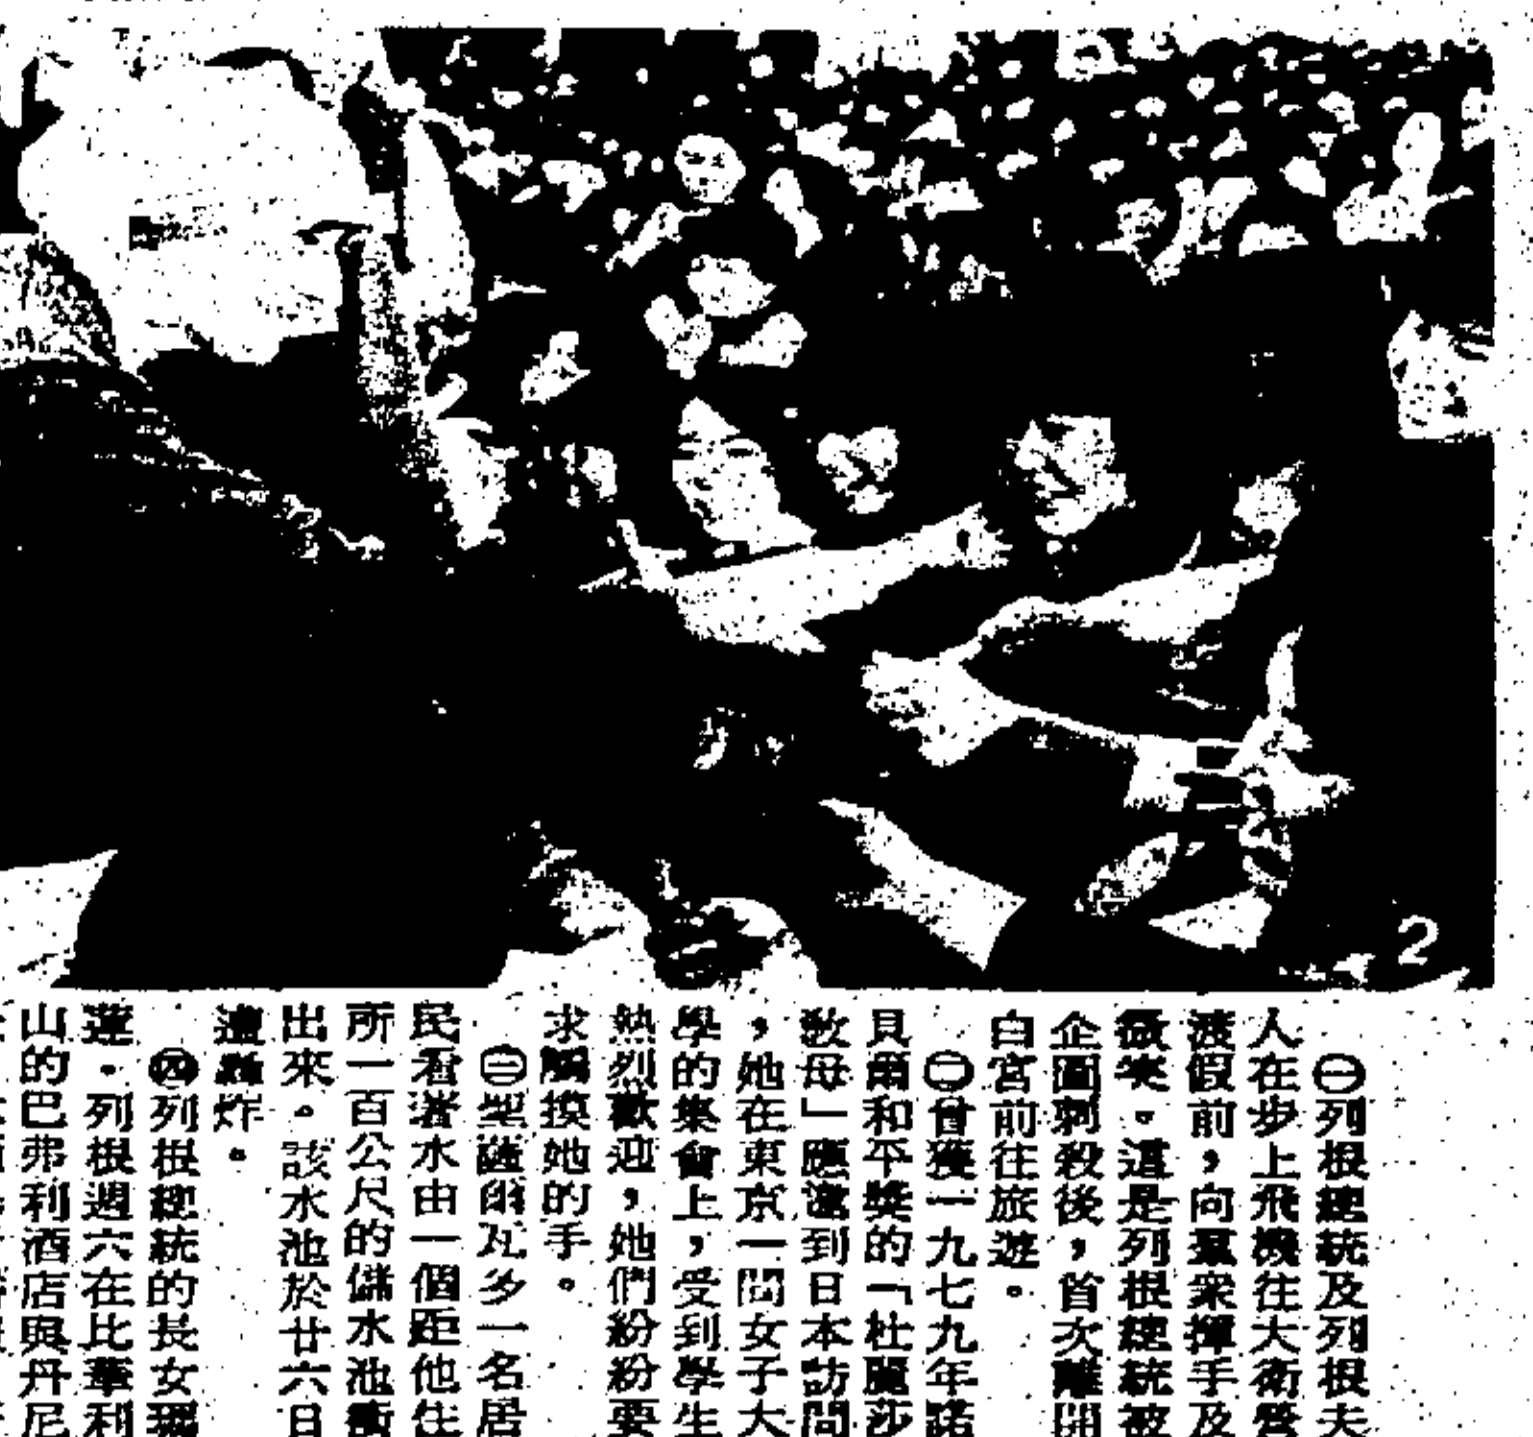 2
㊀列根總統及列根夫
人在步上飛機往大衛營
渡假前，向羣衆揮手及
微笑。這是列根總統被
企圖刺殺後，首次離開
白宮前往旅遊。
㊁曾獲一九七九年諾
貝爾和平獎的「杜麗莎
教母」應邀到日本訪問
，她在東京一間女子大
學的集會上，受到學生
熱烈歡迎，她們紛紛要
求觸摸她的手。
㊂聖薩爾瓦多一名居
民看著水由一個距他住
所一百公尺的儲水池衝
出來。該水池於廿六日
遭轟炸。
㊃列根總統的長女珮
蓮．列根週六在比華利
山的巴弗利酒店與丹尼